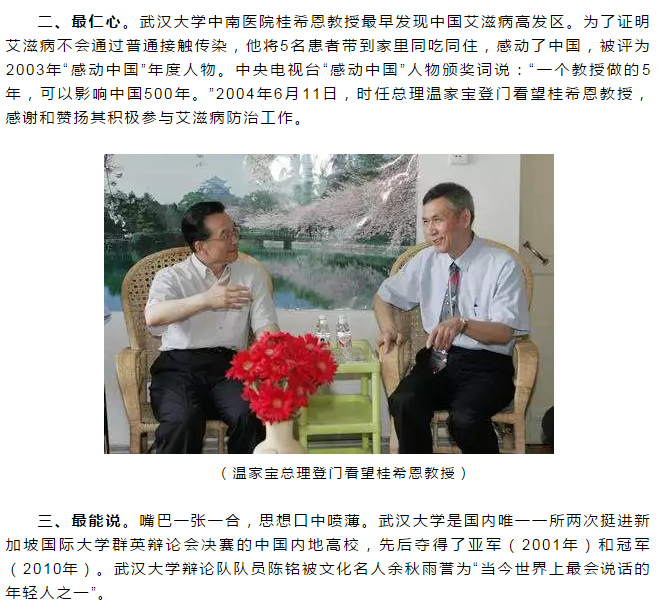 二、最仁心。武汉大学中南医院桂希恩教授最早发现中国艾滋病高发区。为了证明
艾滋病不会通过普通接触传染，他将5名患者带到家里同吃同住，感动了中国，被评为
2003年“感动中国”年度人物。中央电视台“感动中国”人物颁奖词说：“一个教授做的5
年，可以影响中国500年。”2004年6月11日，时任总理温家宝登门看望桂希恩教授，
感谢和赞扬其积极参与艾滋病防治工作。
（温家宝总理登门看望桂希恩教授）
三、最能说。嘴巴一张一合，思想口中喷薄。武汉大学是国内唯一一所两次挺进新
加坡国际大学群英辩论会决赛的中国内地高校，先后夺得了亚军（2001年）和冠军
（2010年）。武汉大学辩论队队员陈铭被文化名人余秋雨誉为“当今世界上最会说话的
年轻人之一”。